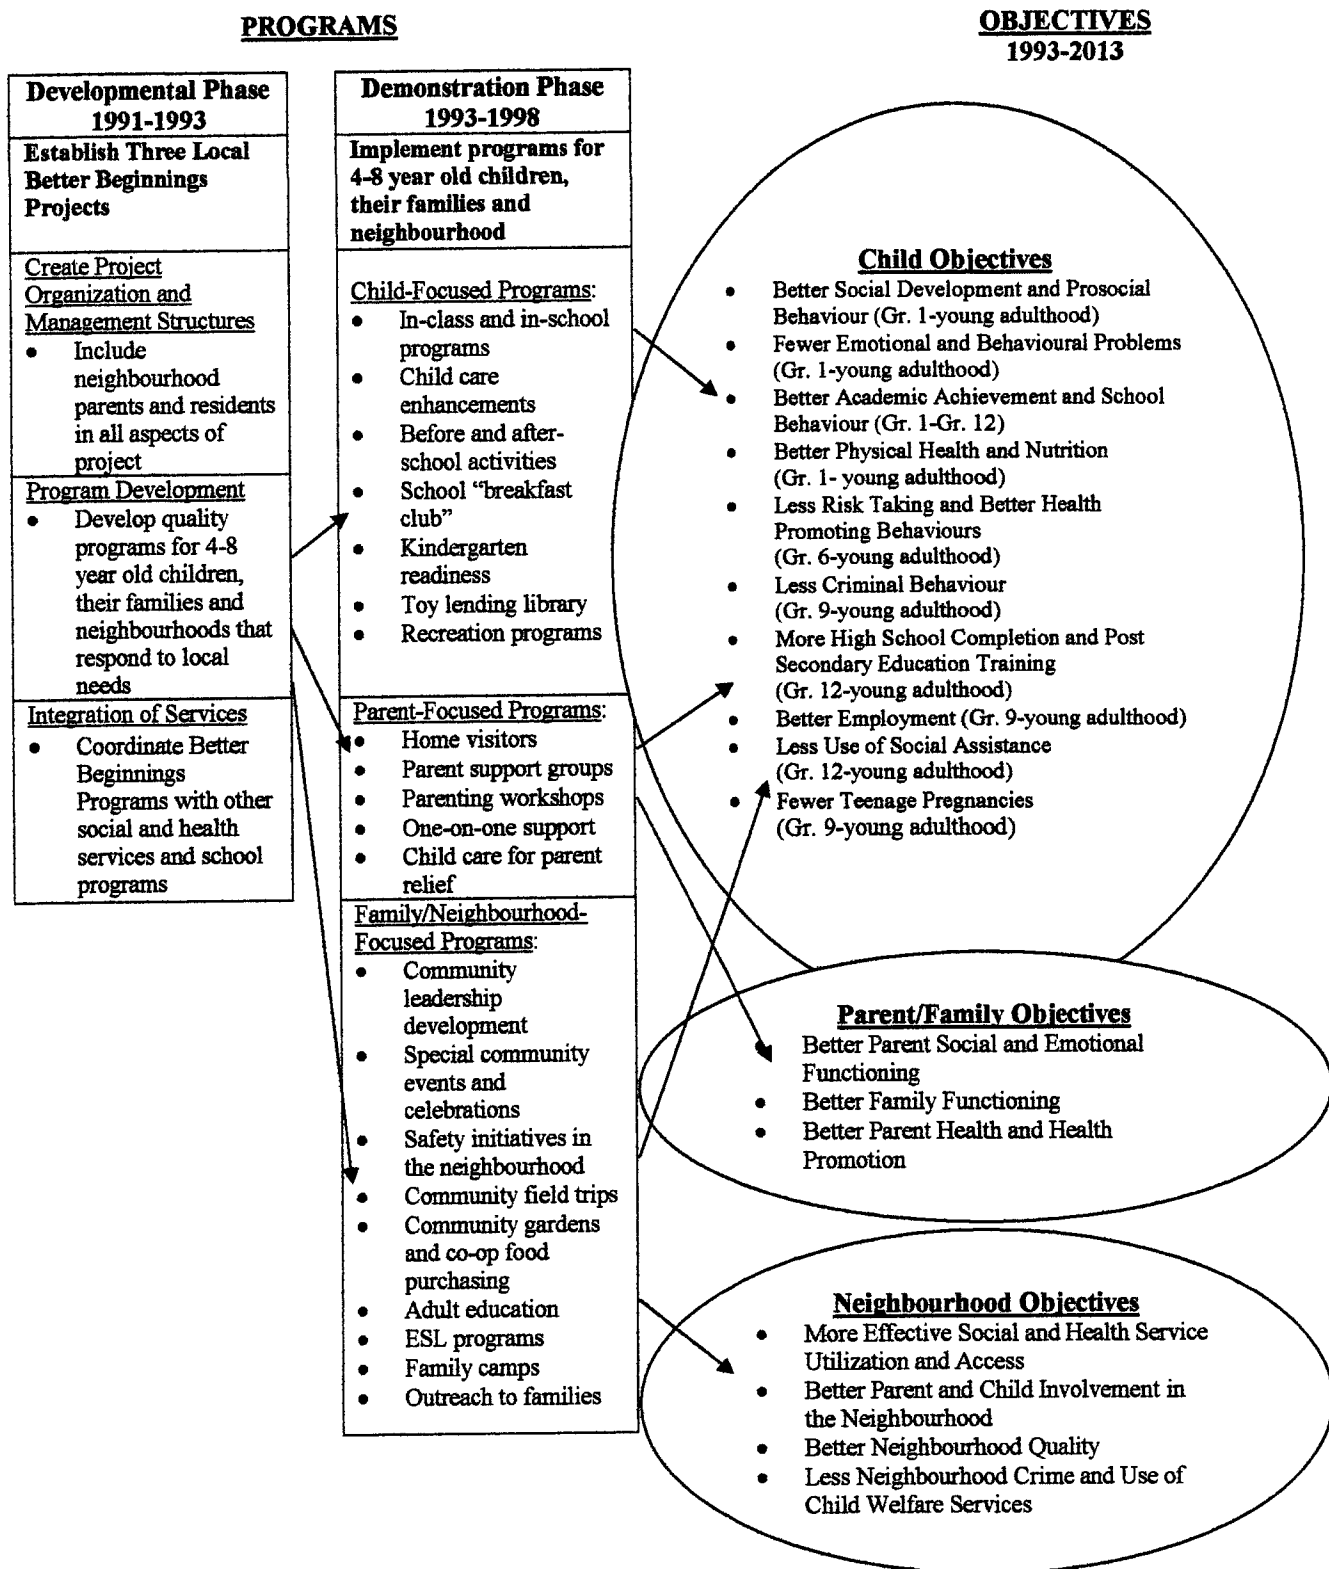 PROGRAMS
OBJECTIVES
1993-2013
Developmental Phase
1991-1993
Establish Three Local
Better Beginnings
Projects
Create Project
Organization and
Management Structures
• Include
neighbourhood
parents and residents
in all aspects of
project
Program Development
• Develop quality
programs for 4-8
year old children,
their families and
neighbourhoods that
respond to local
needs
Integration of Services
• Coordinate Better
Beginnings
Programs with other
social and health
services and school
programs
Demonstration Phase
1993-1998
Implement programs for
4-8 year old children,
their families and
neighbourhood
Child-Focused Programs:
• In-class and in-school
programs
• Child care
enhancements
• Before and after-
school activities
• School “breakfast
club”
• Kindergarten
readiness
• Toy lending library
• Recreation programs
Parent-Focused Programs:
• Home visitors
• Parent support groups
• Parenting workshops
• One-on-one support
• Child care for parent
relief
Family/Neighbourhood-
Focused Programs:
• Community
leadership
development
• Special community
events and
celebrations
• Safety initiatives in
the neighbourhood
• Community field trips
• Community gardens
and co-op food
purchasing
• Adult education
• ESL programs
• Family camps
• Outreach to families
Child Objectives
• Better Social Development and Prosocial
Behaviour (Gr. 1-young adulthood)
• Fewer Emotional and Behavioural Problems
(Gr. 1-young adulthood)
• Better Academic Achievement and School
Behaviour (Gr. 1-Gr. 12)
• Better Physical Health and Nutrition
(Gr. 1- young adulthood)
• Less Risk Taking and Better Health
Promoting Behaviours
(Gr. 6-young adulthood)
• Less Criminal Behaviour
(Gr. 9-young adulthood)
• More High School Completion and Post
Secondary Education Training
(Gr. 12-young adulthood)
• Better Employment (Gr. 9-young adulthood)
• Less Use of Social Assistance
(Gr. 12-young adulthood)
• Fewer Teenage Pregnancies
(Gr. 9-young adulthood)
Parent/Family Objectives
• Better Parent Social and Emotional
Functioning
• Better Family Functioning
• Better Parent Health and Health
Promotion
Neighbourhood Objectives
• More Effective Social and Health Service
Utilization and Access
• Better Parent and Child Involvement in
the Neighbourhood
• Better Neighbourhood Quality
• Less Neighbourhood Crime and Use of
Child Welfare Services